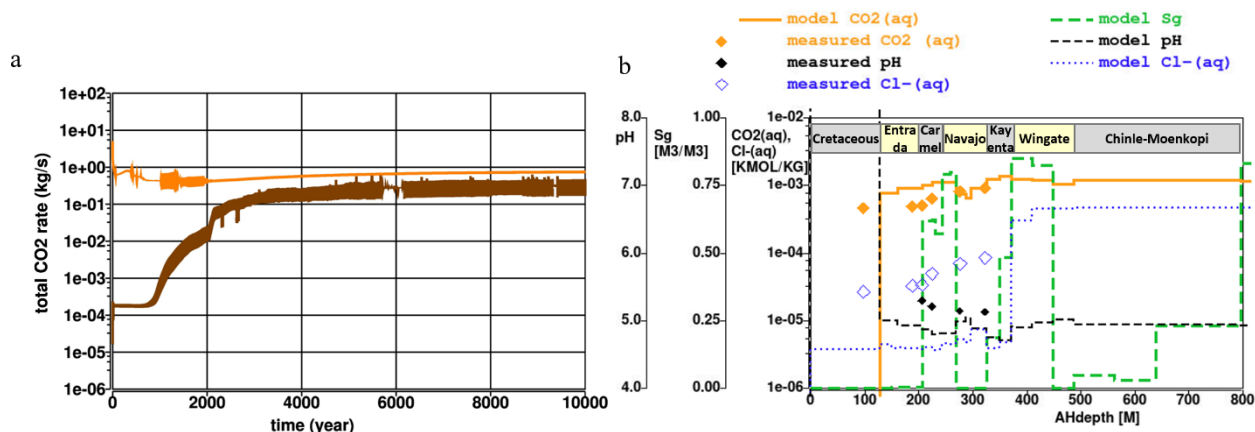 a
1e+02
1e+01
1e+00
1e-01
1e-02
1e-03
1e-04
1e-05
1e-06
total CO2 rate (kg/s)
0
2000
4000
6000
8000
10000
time (year)
b
model CO2(aq)
measured CO2 (aq)
measured pH
measured Cl-(aq)
model Sg
model pH
model Cl-(aq)
8.0
pH
7.0
6.0
5.0
4.0
1.00
Sg
[M3/M3]
0.75
0.50
0.25
0.00
1e-02
CO2(aq),
Cl-(aq)
[KMOL/KG]
1e-03
1e-04
1e-05
1e-06
Cretaceous
Entra
da
Car
mel
Navajo
Kay
enta
Wingate
Chinle-Moenkopi
0
100
200
300
400
500
600
700
800
AHdepth [M]